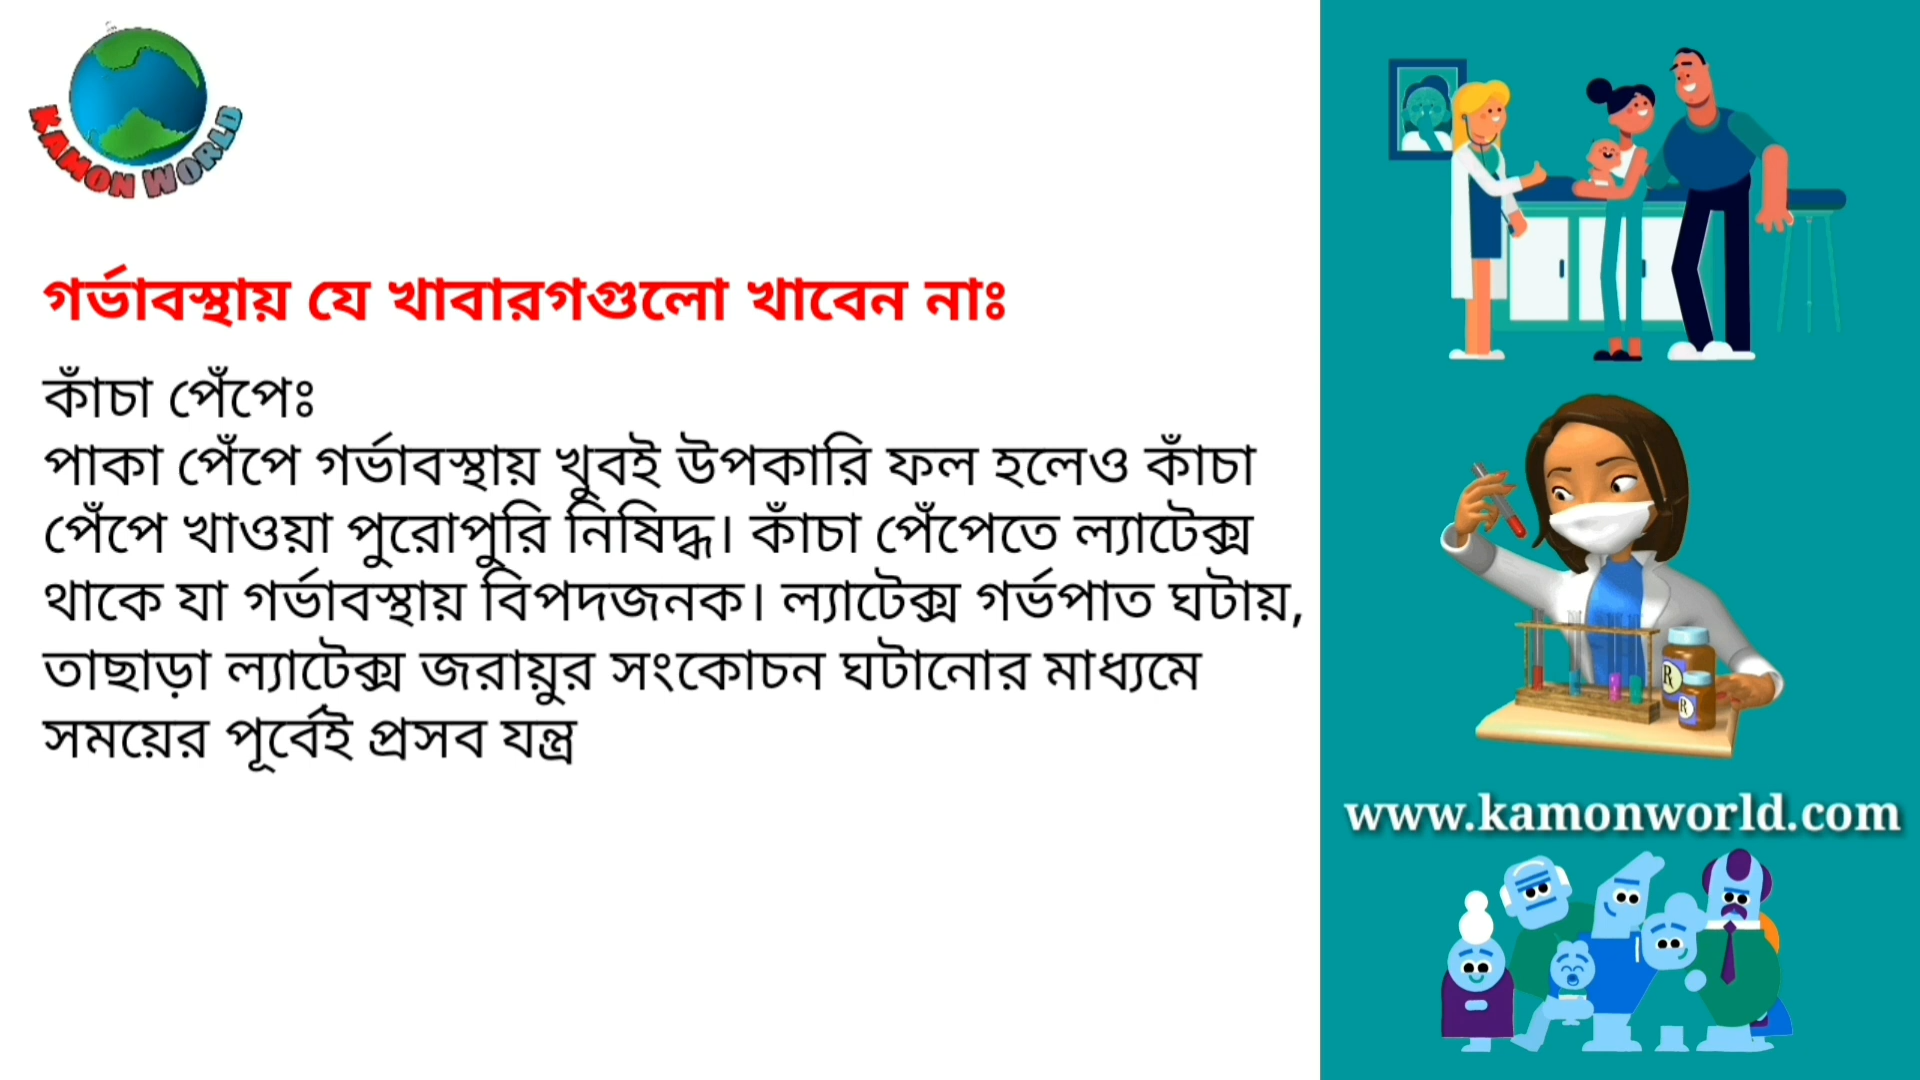 KAMON WORLD
গর্ভাবস্থায় যে খাবারগগুলো খাবেন নাঃ
কাঁচা পেঁপেঃ
পাকা পেঁপে গর্ভাবস্থায় খুবই উপকারি ফল হলেও কাঁচা
পেঁপে খাওয়া পুরোপুরি নিষিদ্ধ। কাঁচা পেঁপেতে ল্যাটেক্স
থাকে যা গর্ভাবস্থায় বিপদজনক। ল্যাটেক্স গর্ভপাত ঘটায়,
তাছাড়া ল্যাটেক্স জরায়ুর সংকোচন ঘটানোর মাধ্যমে
সময়ের পূর্বেই প্রসব যন্ত্র
R
R
www.kamonworld.com